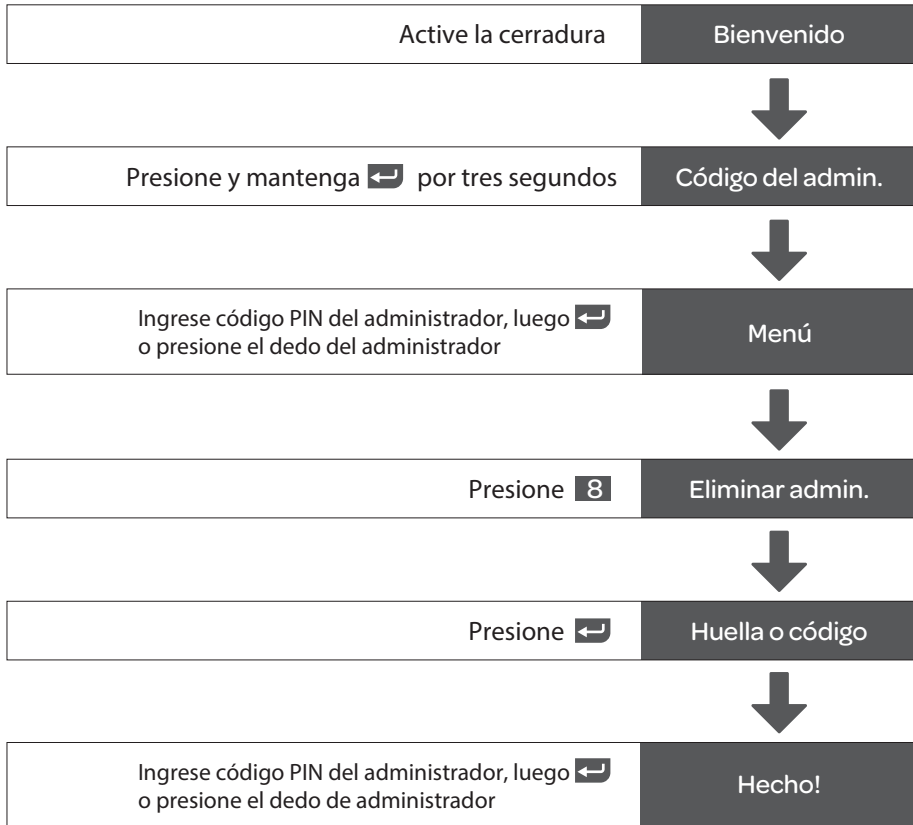 Active la cerradura Bienvenido
Presione y mantenga por tres segundos Código del admin.
Ingrese código PIN del administrador, luego
o presione el dedo del administrador
Menú
Presione 8 Eliminar admin.
Presione Huella o código
Ingrese código PIN del administrador, luego
o presione el dedo de administrador
Hecho!